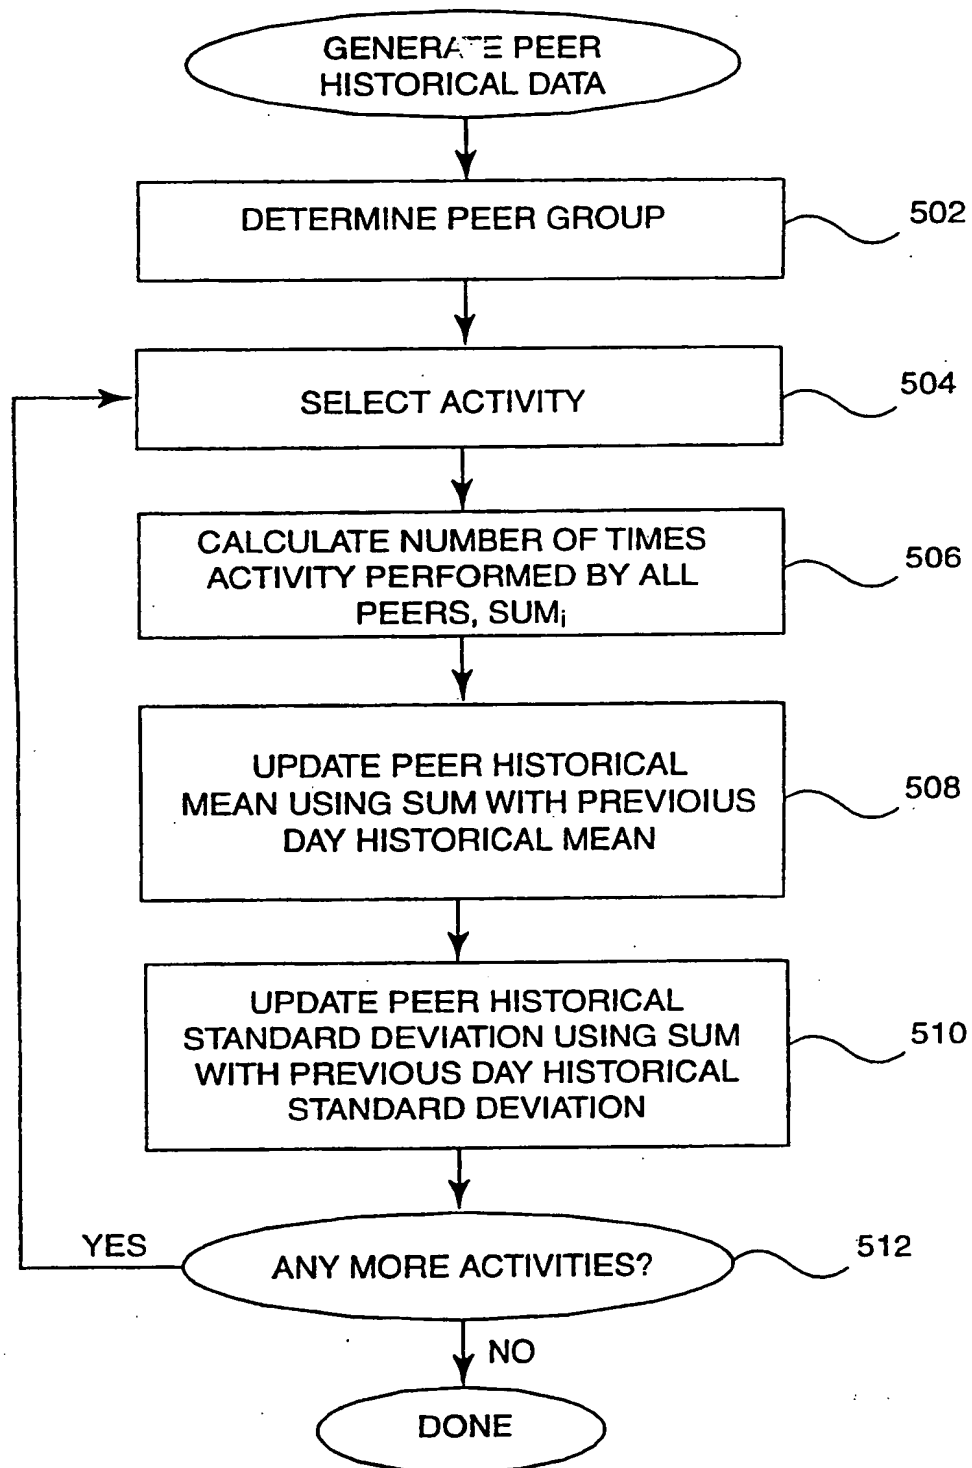 GENERATE PEER
HISTORICAL DATA
DETERMINE PEER GROUP
502
SELECT ACTIVITY
504
CALCULATE NUMBER OF TIMES
ACTIVITY PERFORMED BY ALL
PEERS, SUMi
506
UPDATE PEER HISTORICAL
MEAN USING SUM WITH PREVIOIUS
DAY HISTORICAL MEAN
508
UPDATE PEER HISTORICAL
STANDARD DEVIATION USING SUM
WITH PREVIOUS DAY HISTORICAL
STANDARD DEVIATION
510
YES
ANY MORE ACTIVITIES?
512
NO
DONE